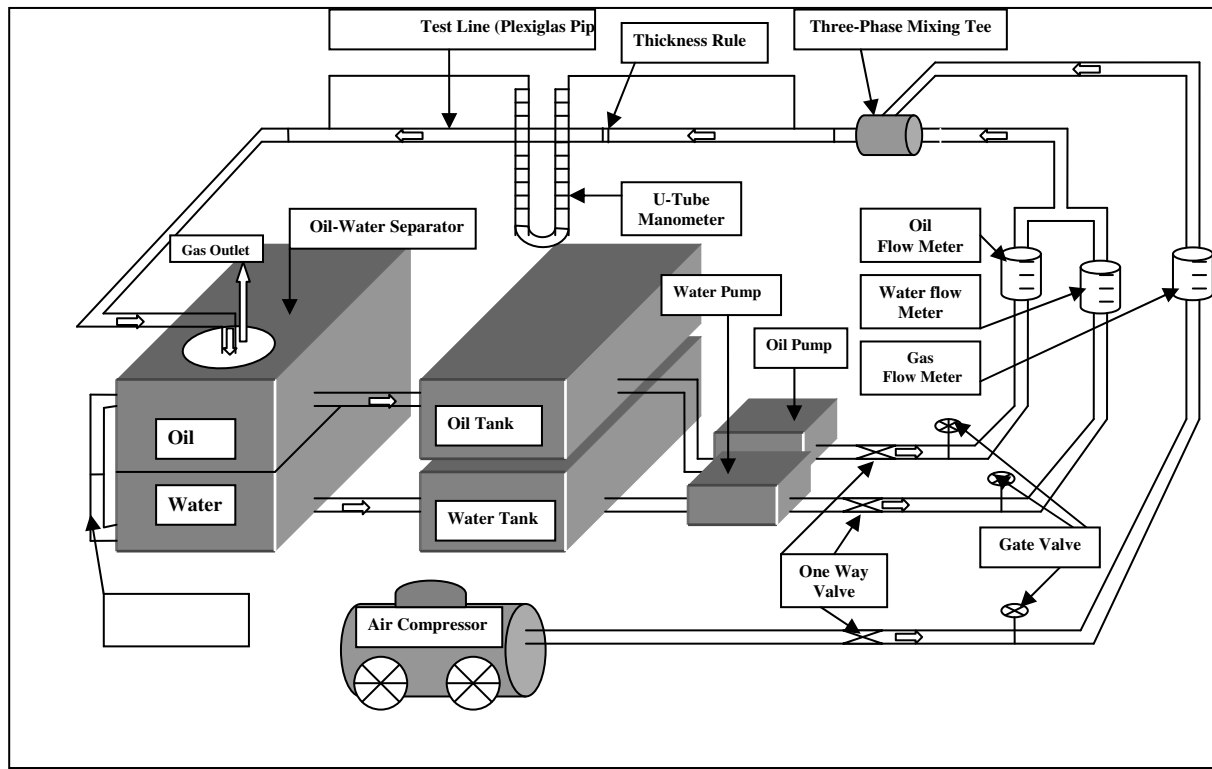 Test Line (Plexiglas Pip
Thickness Rule
Three-Phase Mixing Tee
U-Tube
Manometer
Oil-Water Separator
Gas Outlet
Oil
Flow Meter
Water flow
Meter
Gas
Flow Meter
Water Pump
Oil Pump
Oil
Oil Tank
Water
Water Tank
Gate Valve
One Way
Valve
Air Compressor